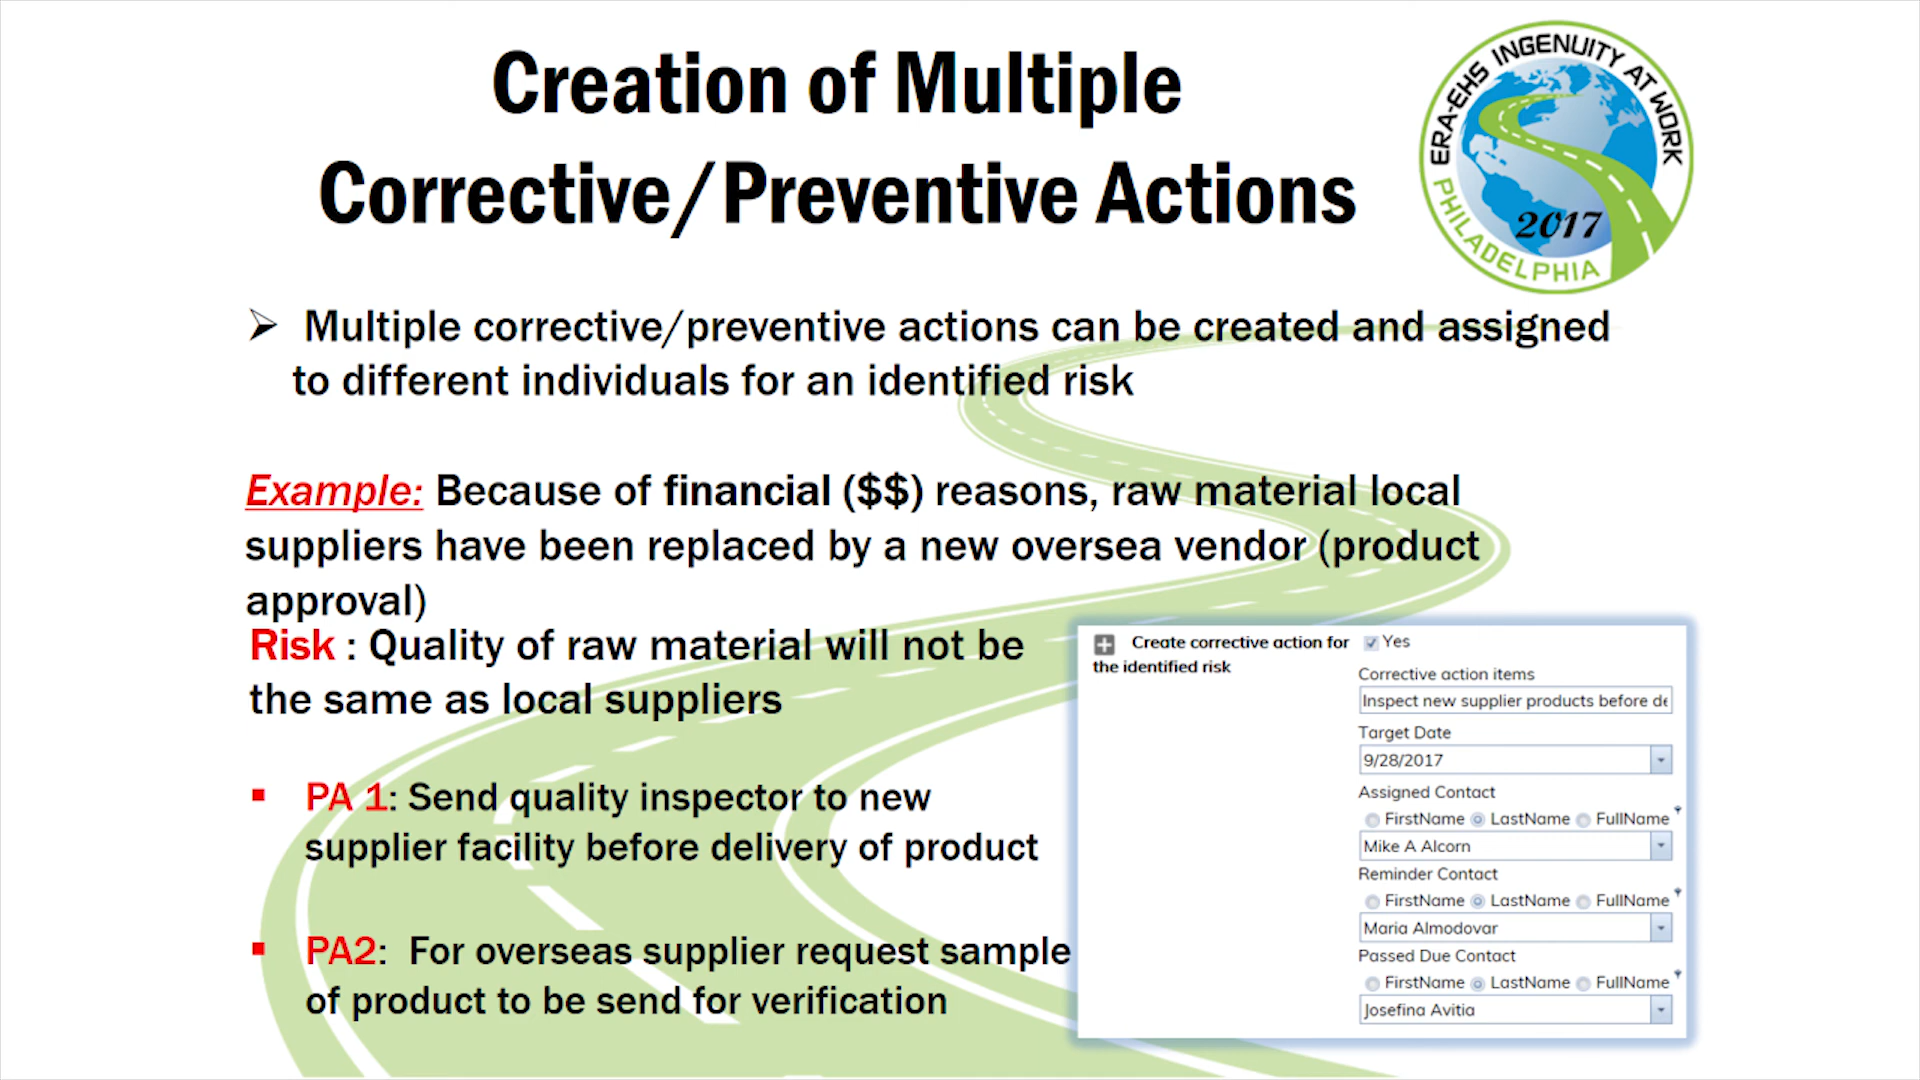 Creation of Multiple
Corrective/Preventive Actions
ERA-EHS INGENUITY AT WORK
2017
PHILADELPHIA
➢ Multiple corrective/preventive actions can be created and assigned
to different individuals for an identified risk
Example: Because of financial ($$) reasons, raw material local
suppliers have been replaced by a new oversea vendor (product
approval)
Risk : Quality of raw material will not be
the same as local suppliers
▪ PA 1: Send quality inspector to new
supplier facility before delivery of product
▪ PA2: For overseas supplier request sample
of product to be send for verification
Create corrective action for
the identified risk
Yes
Corrective action items
Inspect new supplier products before de
Target Date
9/28/2017
Assigned Contact
FirstName LastName FullName
Mike A Alcorn
Reminder Contact
FirstName LastName FullName
Maria Almodovar
Passed Due Contact
FirstName LastName FullName
Josefina Avitia